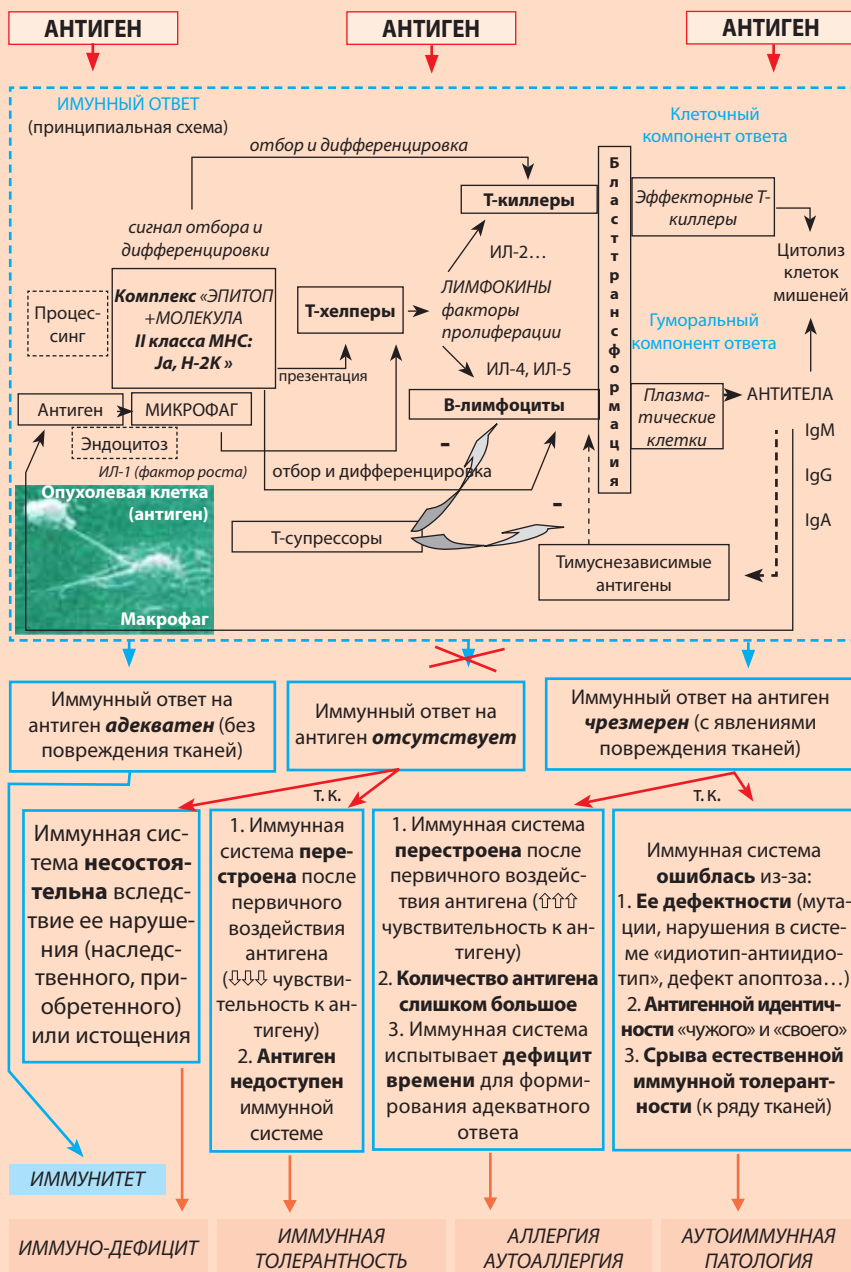 АНТИГЕН
АНТИГЕН
АНТИГЕН
ИМУННЫЙ ОТВЕТ
(принципиальная схема)
Клеточный
компонент ответа
отбор и дифференцировка
Бласттрансформация
Т-киллеры
Эффекторные Т-
киллеры
сигнал отбора и
дифференцировки
ИЛ-2...
Цитолиз
клеток
мишеней
Процес-
синг
Комплекс «ЭПИТОП
+МОЛЕКУЛА
II класса МНС:
Ja, H-2K »
Т-хелперы
ЛИМФОКИНЫ
факторы
пролиферации
Гуморальный
компонент ответа
презентация
ИЛ-4, ИЛ-5
Антиген
МИКРОФАГ
В-лимфоциты
Плазма-
тические
клетки
АНТИТЕЛА
Эндоцитоз
-
IgM
ИЛ-1 (фактор роста)
отбор и дифференцировка
IgG
Опухолевая клетка
(антиген)
-
IgA
Т-супрессоры
Тимуснезависимые
антигены
Макрофаг
Иммунный ответ на
антиген адекватен (без
повреждения тканей)
Иммунный ответ на
антиген отсутствует
Иммунный ответ на антиген
чрезмерен (с явлениями
повреждения тканей)
т. к.
т. к.
Иммунная сис-
тема несостоя-
тельна вслед-
ствие ее наруше-
ния (наследс-
твенного, при-
обретенного)
или истощения
1. Иммунная
система пере-
строена после
первичного
воздействия
антигена
(⇩⇩⇩ чувстви-
тельность к ан-
тигену)
2. Антиген
недоступен
иммунной
системе
1. Иммунная система
перестроена после
первичного воздейс-
твия антигена (⇧⇧⇧
чувствительность к ан-
тигену)
2. Количество антигена
слишком большое
3. Иммунная система
испытывает дефицит
времени для форми-
рования адекватного
ответа
Иммунная система
ошиблась из-за:
1. Ее дефектности (мута-
ции, нарушения в систе-
ме «идиотип-антиидио-
тип», дефект апоптоза...)
2. Антигенной идентич-
ности «чужого» и «своего»
3. Срыва естественной
иммунной толерант-
ности (к ряду тканей)
ИММУНИТЕТ
ИММУНО-ДЕФИЦИТ
ИММУННАЯ
ТОЛЕРАНТНОСТЬ
АЛЛЕРГИЯ
АУТОАЛЛЕРГИЯ
АУТОИММУННАЯ
ПАТОЛОГИЯ